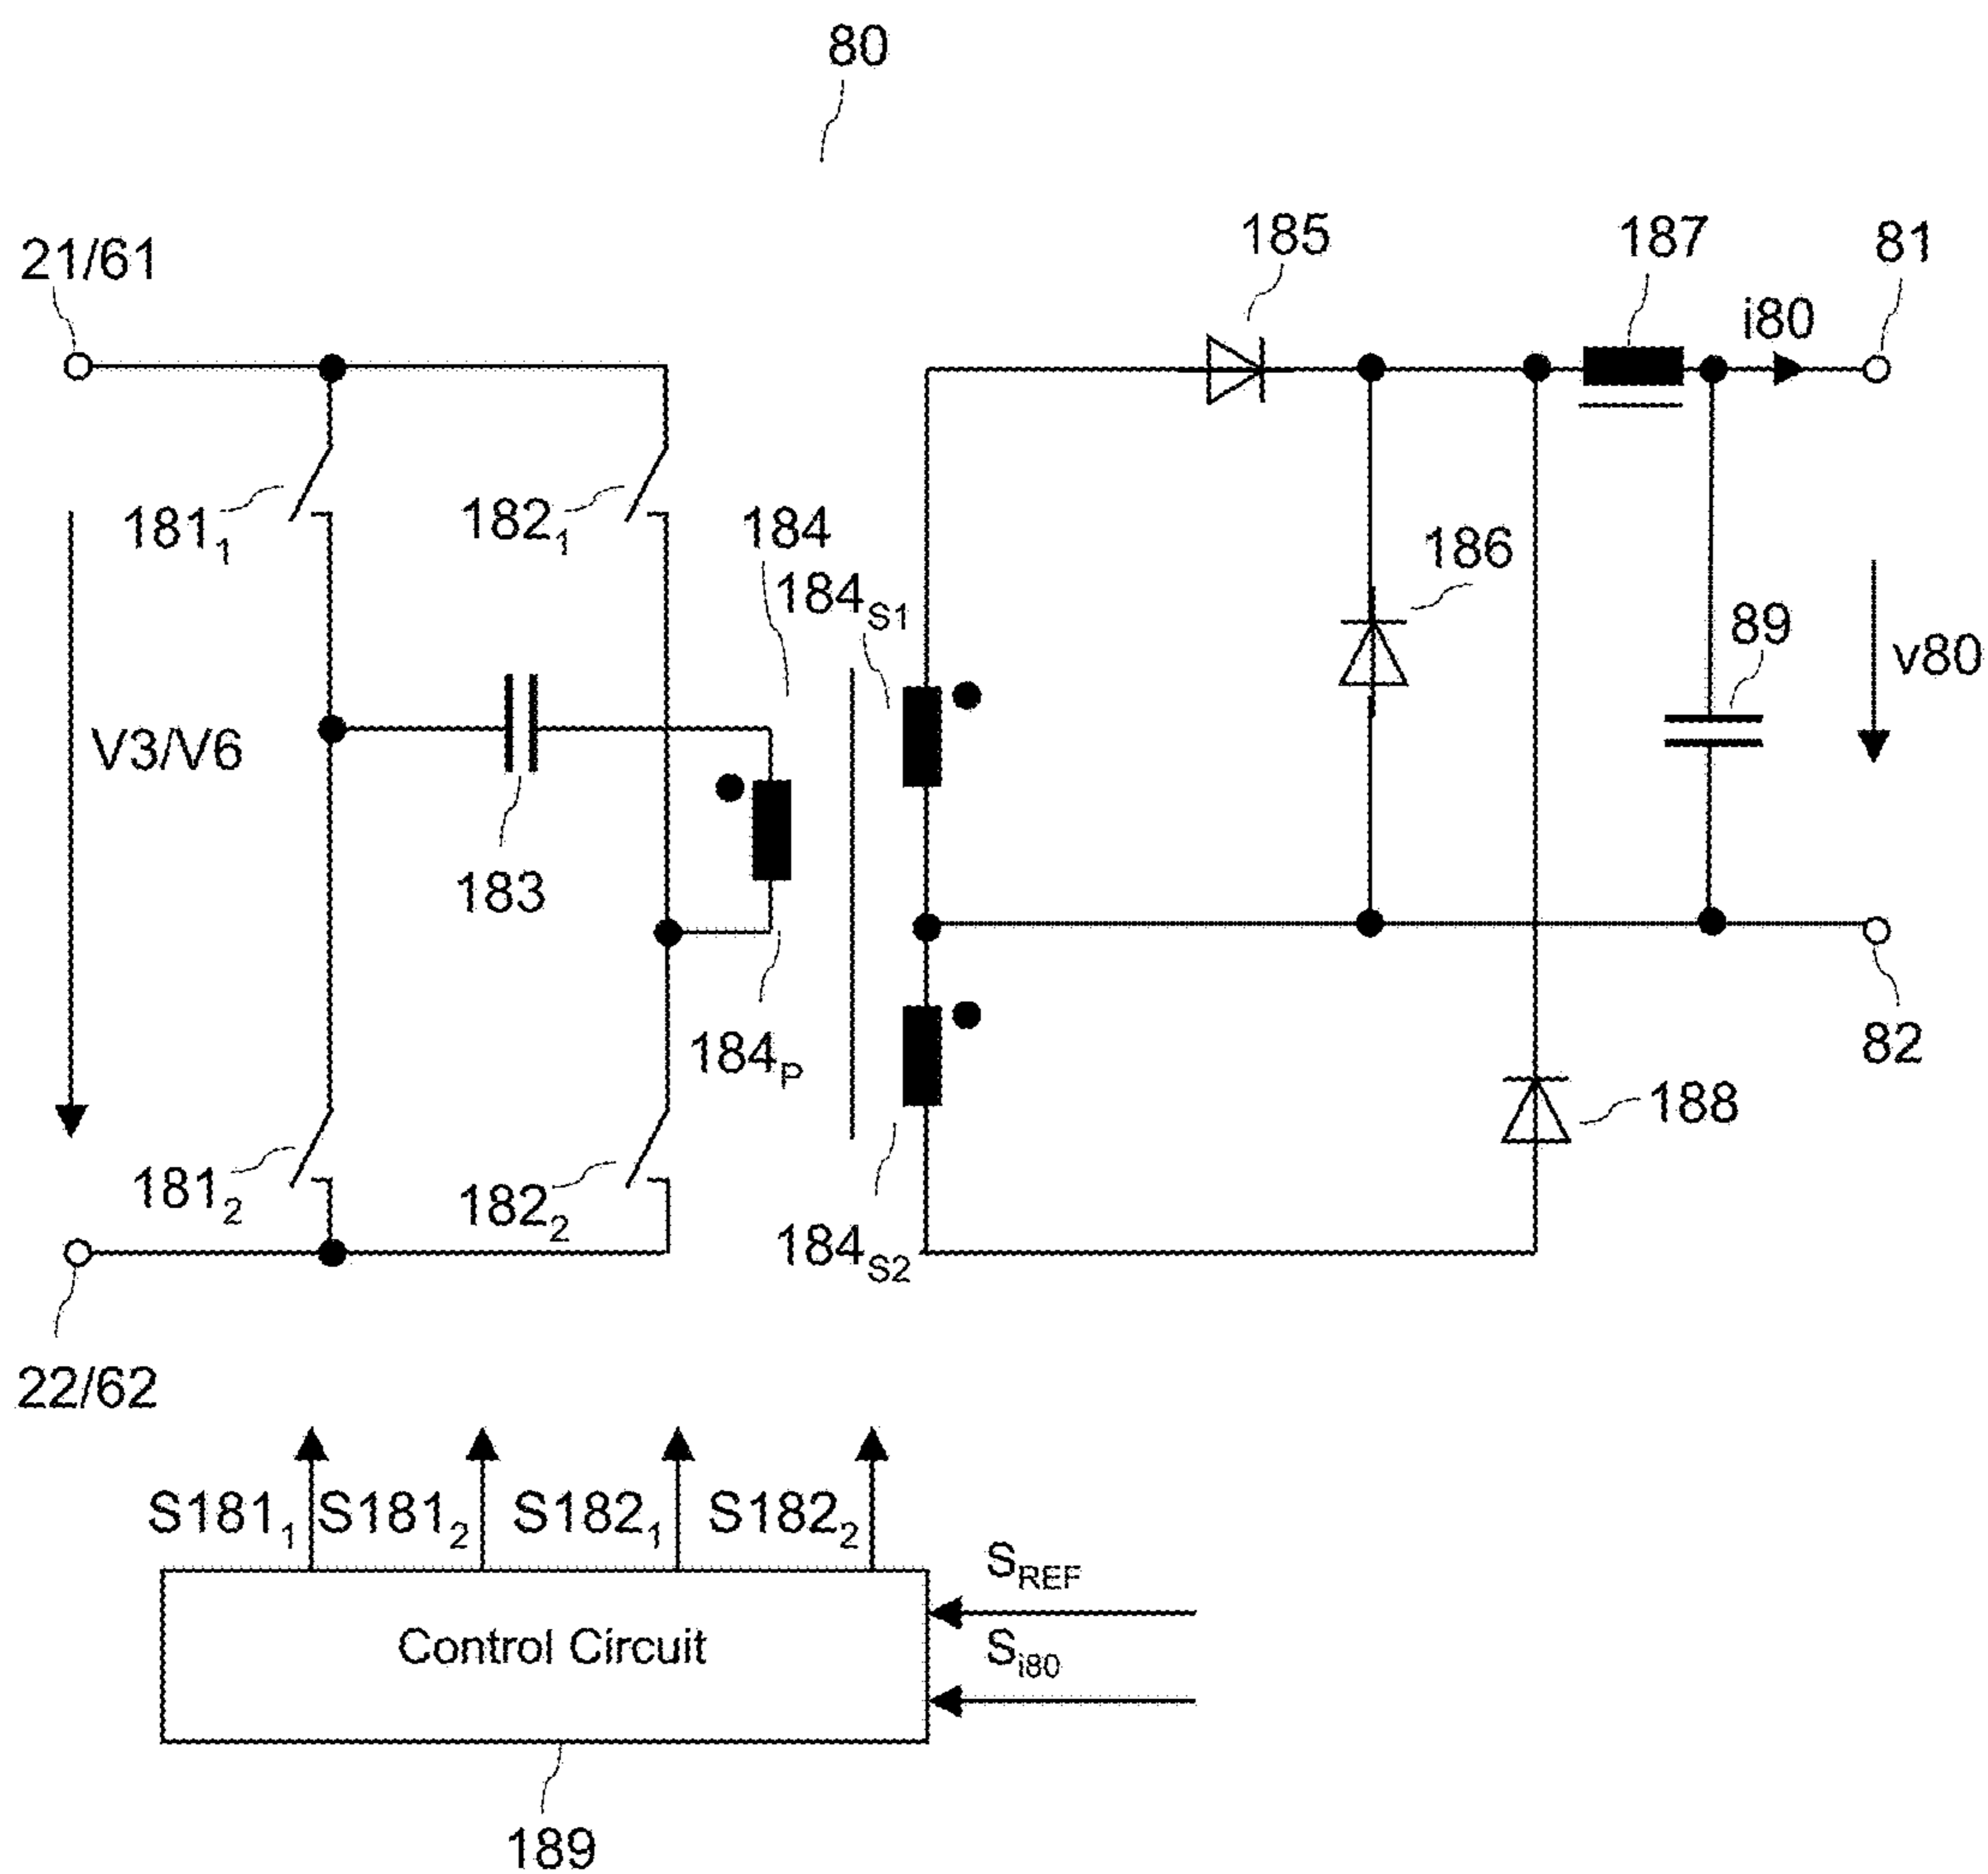 80
21/61
185
187
81
i80
181₁
182₁
184
184S1
186
89
v80
V3/V6
183
184P
82
188
181₂
182₂
184S2
22/62
S181₁ S181₂ S182₁ S182₂
SREF
Control Circuit
Si80
189